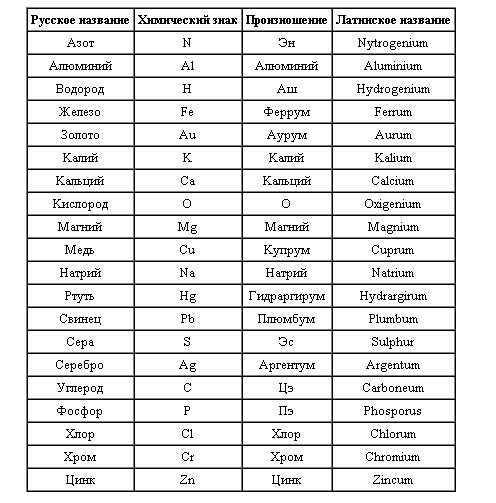 Русское название Химический знак Произношение Латинское название
Азот N Эн Nytrogenium
Алюминий Al Алюминий Aluminium
Водород H Аш Hydrogenium
Железо Fe Феррум Ferrum
Золото Au Аурум Aurum
Калий K Калий Kalium
Кальций Ca Кальций Calcium
Кислород O О Oxigenium
Магний Mg Магний Magnium
Медь Cu Купрум Cuprum
Натрий Na Натрий Natrium
Ртуть Hg Гидраргирум Hydrargirum
Свинец Pb Плюмбум Plumbum
Сера S Эс Sulphur
Серебро Ag Аргентум Argentum
Углерод C Цэ Carboneum
Фосфор P Пэ Phosporus
Хлор Cl Хлор Chlorum
Хром Cr Хром Chromium
Цинк Zn Цинк Zincum